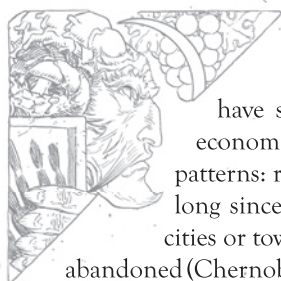 have s
econom
patterns: r
long since
cities or tow
abandoned (Chernob